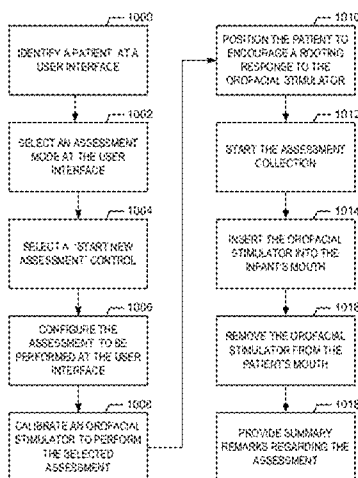 1000
IDENTIFY A PATIENT AT A
USER INTERFACE
1002
SELECT AN ASSESSMENT
MODE AT THE USER
INTERFACE
1004
SELECT A "START NEW
ASSESSMENT" CONTROL
1006
CONFIGURE THE
ASSESSMENT TO BE
PERFORMED AT THE USER
INTERFACE
1008
CALIBRATE AN OROFACIAL
STIMULATOR TO PERFORM
THE SELECTED
ASSESSMENT
1010
POSITION THE PATIENT TO
ENCOURAGE A ROOTING
RESPONSE TO THE
OROFACIAL STIMULATOR
1012
START THE ASSESSMENT
COLLECTION
1014
INSERT THE OROFACIAL
STIMULATOR INTO THE
INFANT'S MOUTH
1016
REMOVE THE OROFACIAL
STIMULATOR FROM THE
PATIENT'S MOUTH
1018
PROVIDE SUMMARY
REMARKS REGARDING THE
ASSESSMENT